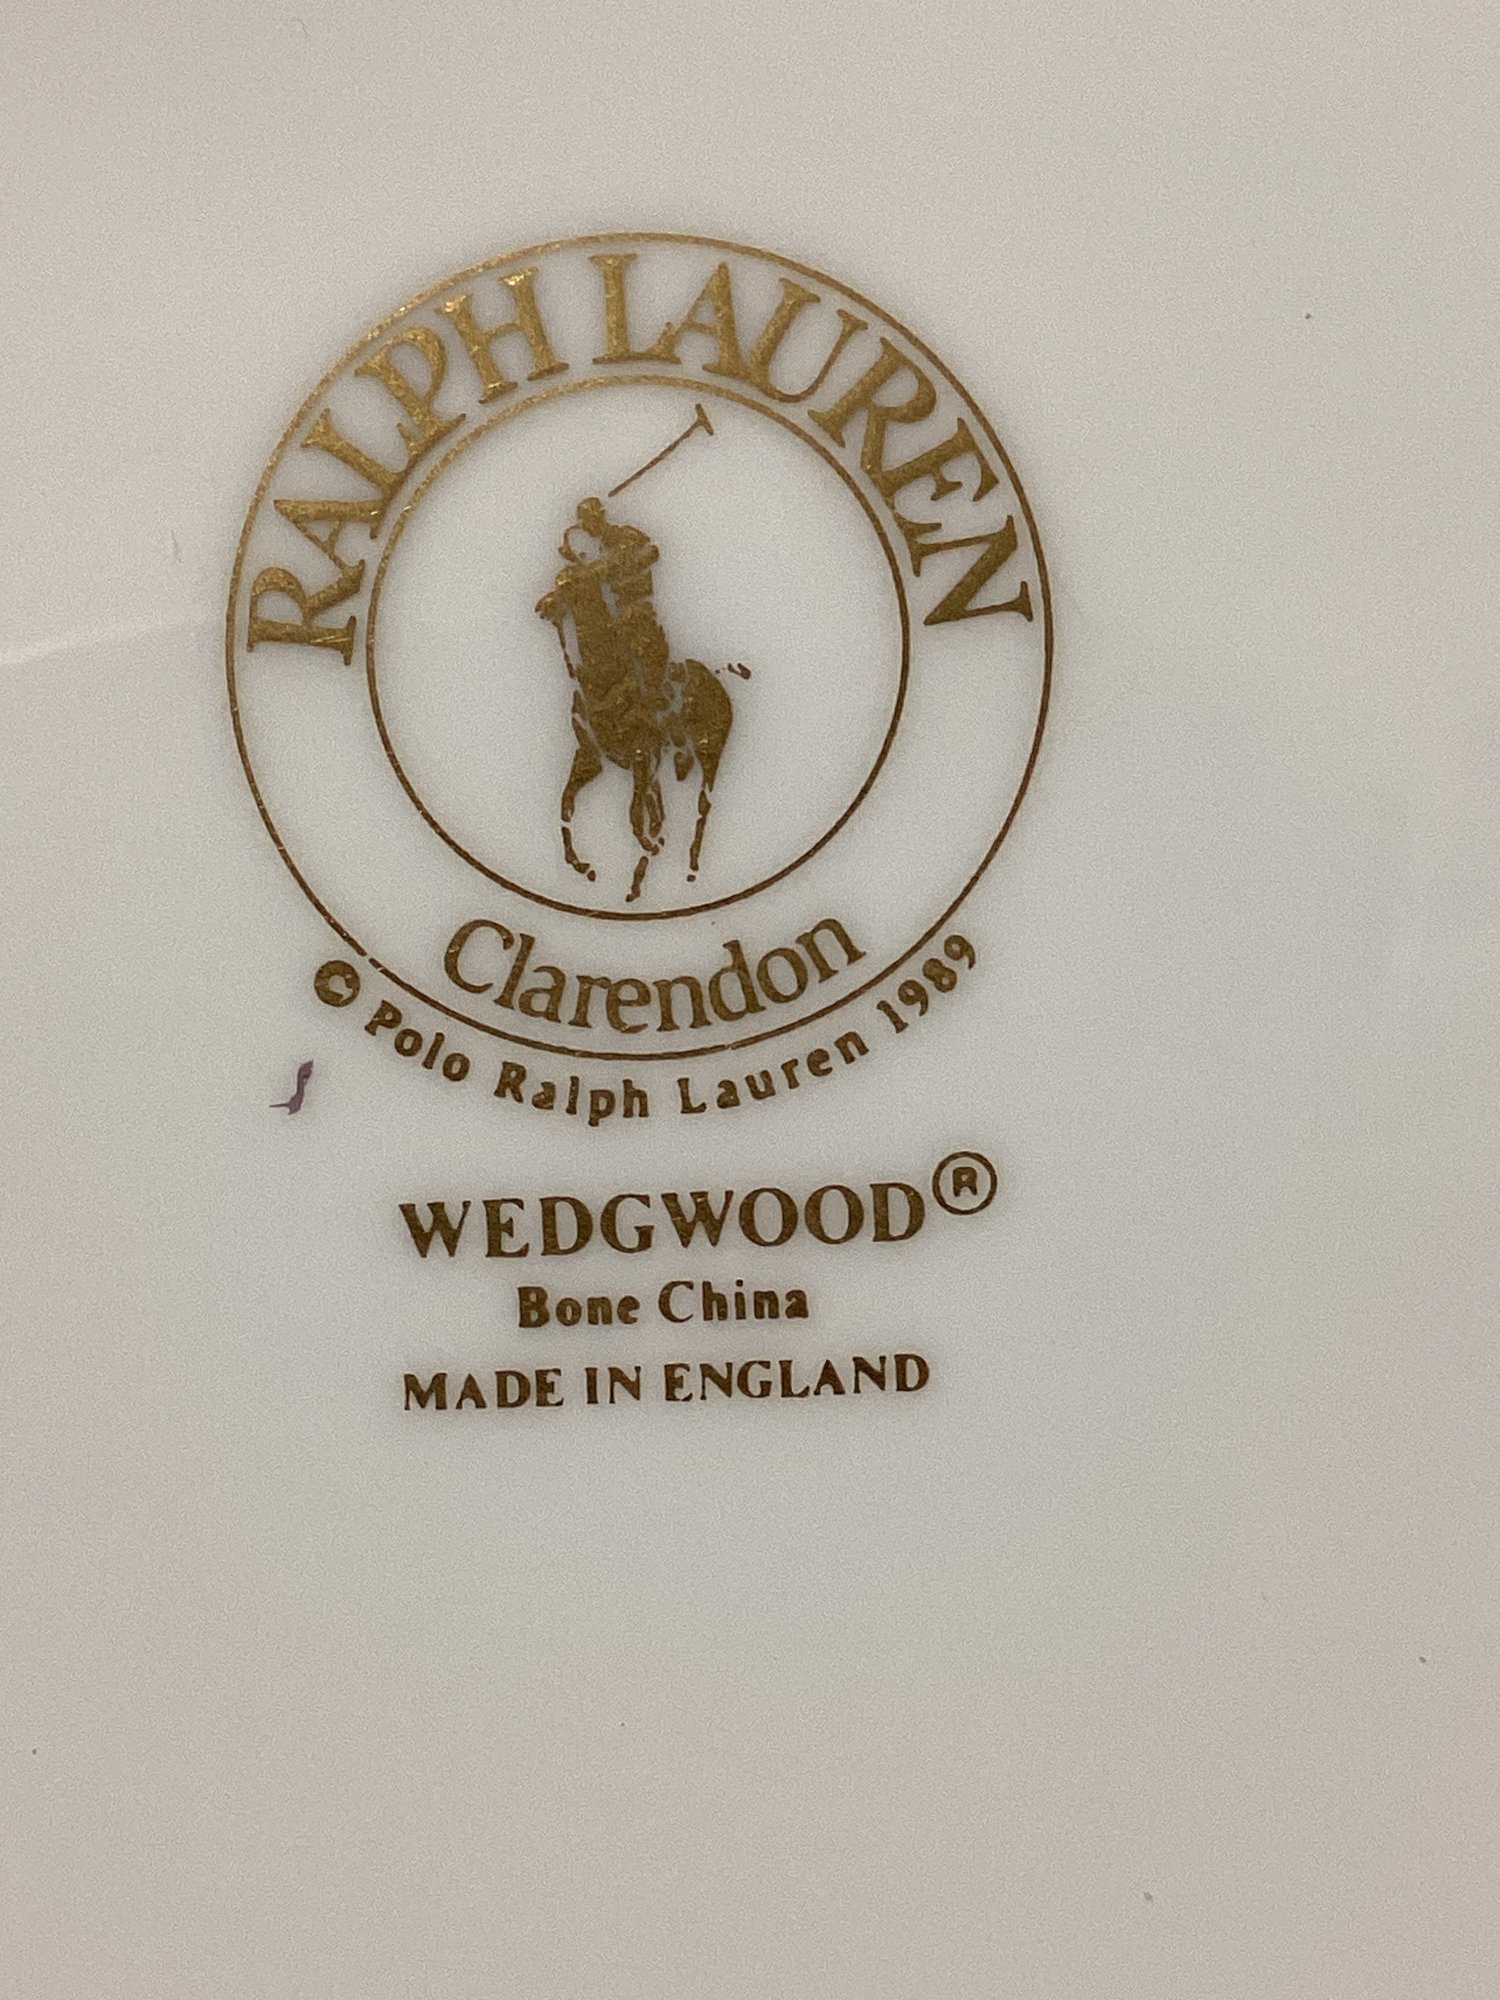 RALPH LAUREN
Clarendon
© Polo Ralph Lauren 1989
WEDGWOOD®
Bone China
MADE IN ENGLAND